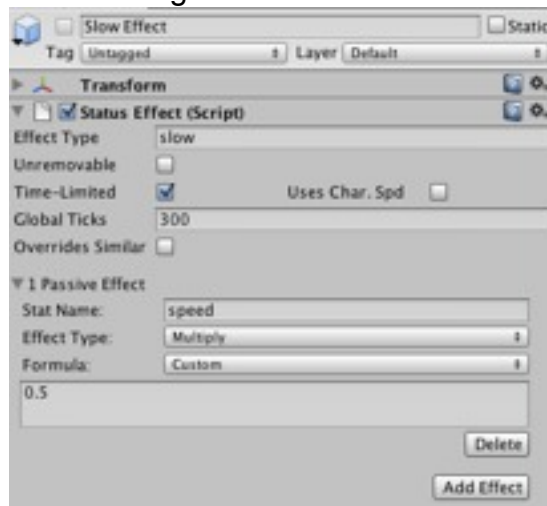 Slow Effect Static
Tag Untagged Layer Default
Transform
Status Effect (Script)
Effect Type slow
Unremovable
Time-Limited Uses Char. Spd
Global Ticks 300
Overrides Similar
1 Passive Effect
Stat Name: speed
Effect Type: Multiply
Formula: Custom
0.5
Delete
Add Effect